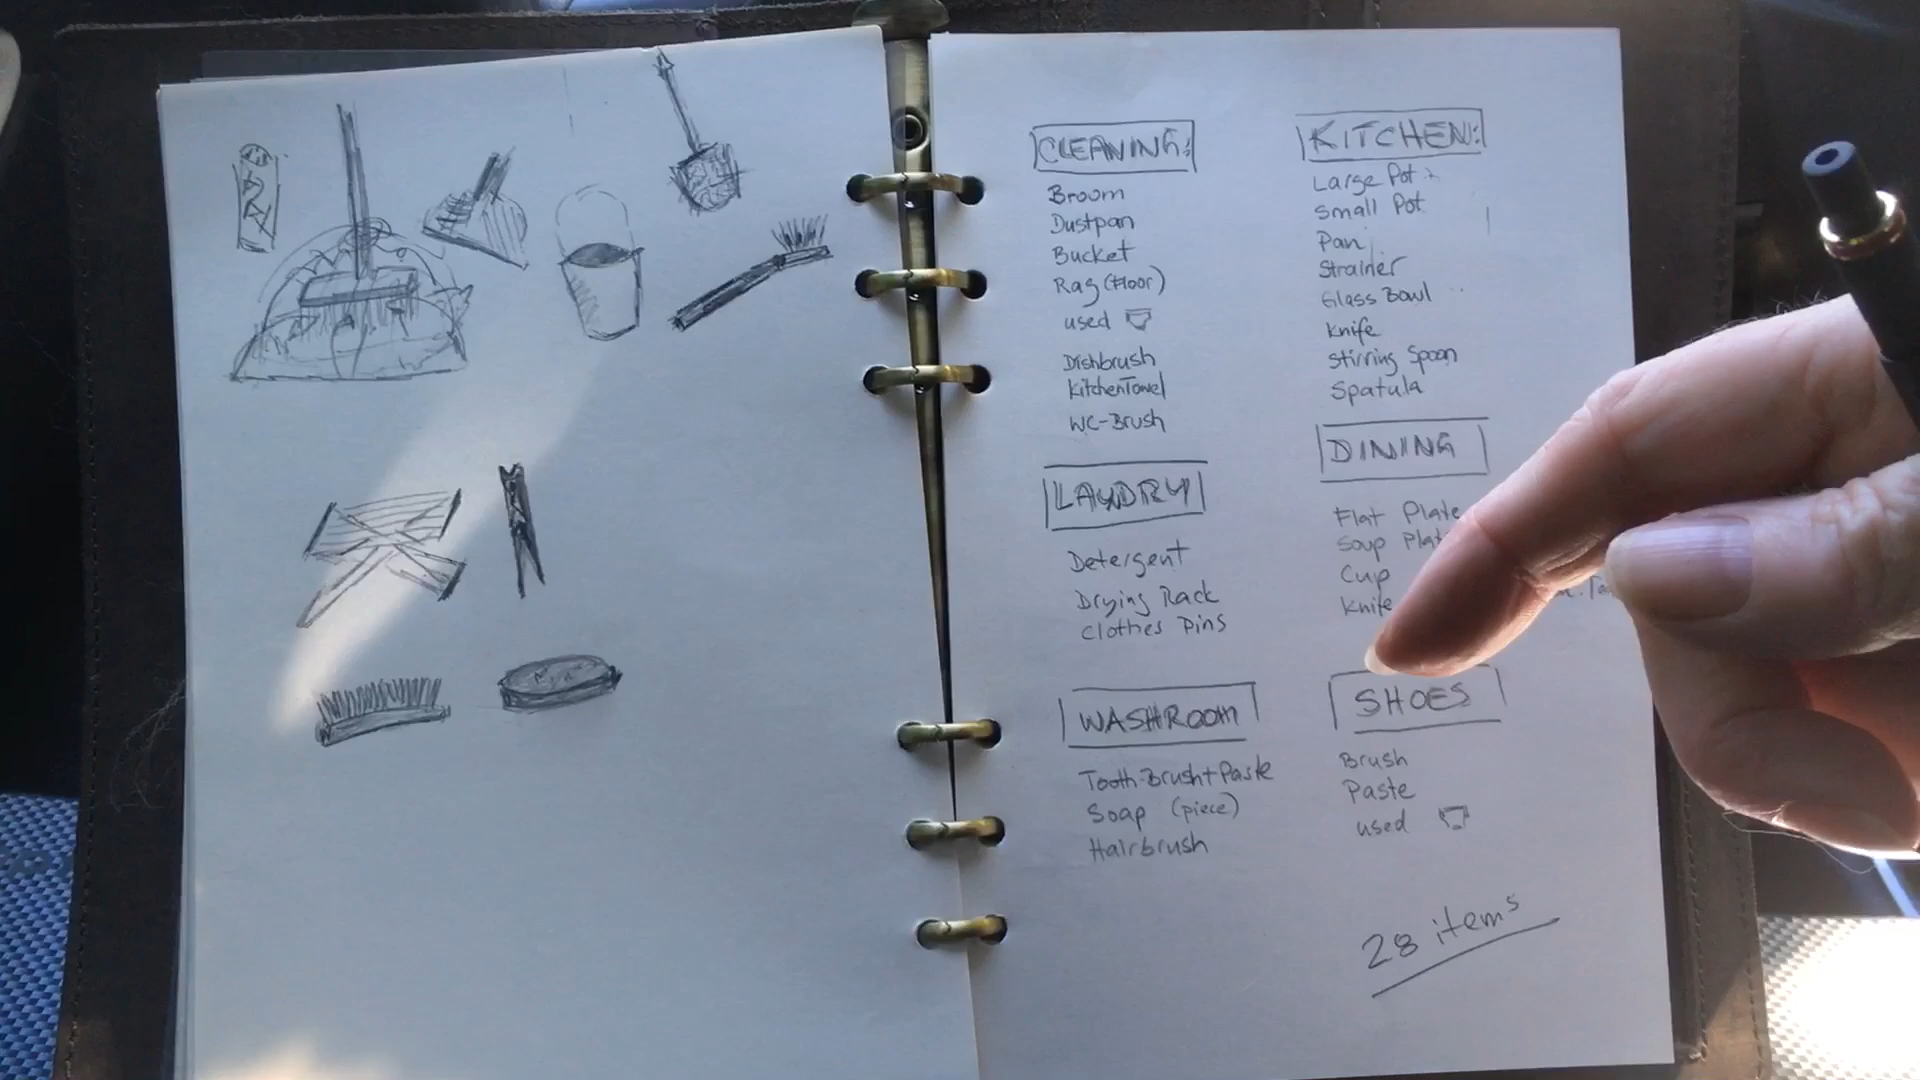 CLEANING:
Broom
Dustpan
Bucket
Rag (Floor)
used
Dishbrush
KitchenTowel
WC-Brush
LAUNDRY
Detergent
Drying Rack
Clothes Pins
WASHROOM
Tooth-Brush+Paste
Soap (piece)
Hairbrush
KITCHEN:
Large Pot
Small Pot
Pan
Strainer
Glass Bowl
Knife
Stirring Spoon
Spatula
DINING
Flat Plate
Soup
Cup
Knife
SHOES
Brush
Paste
used
28 items